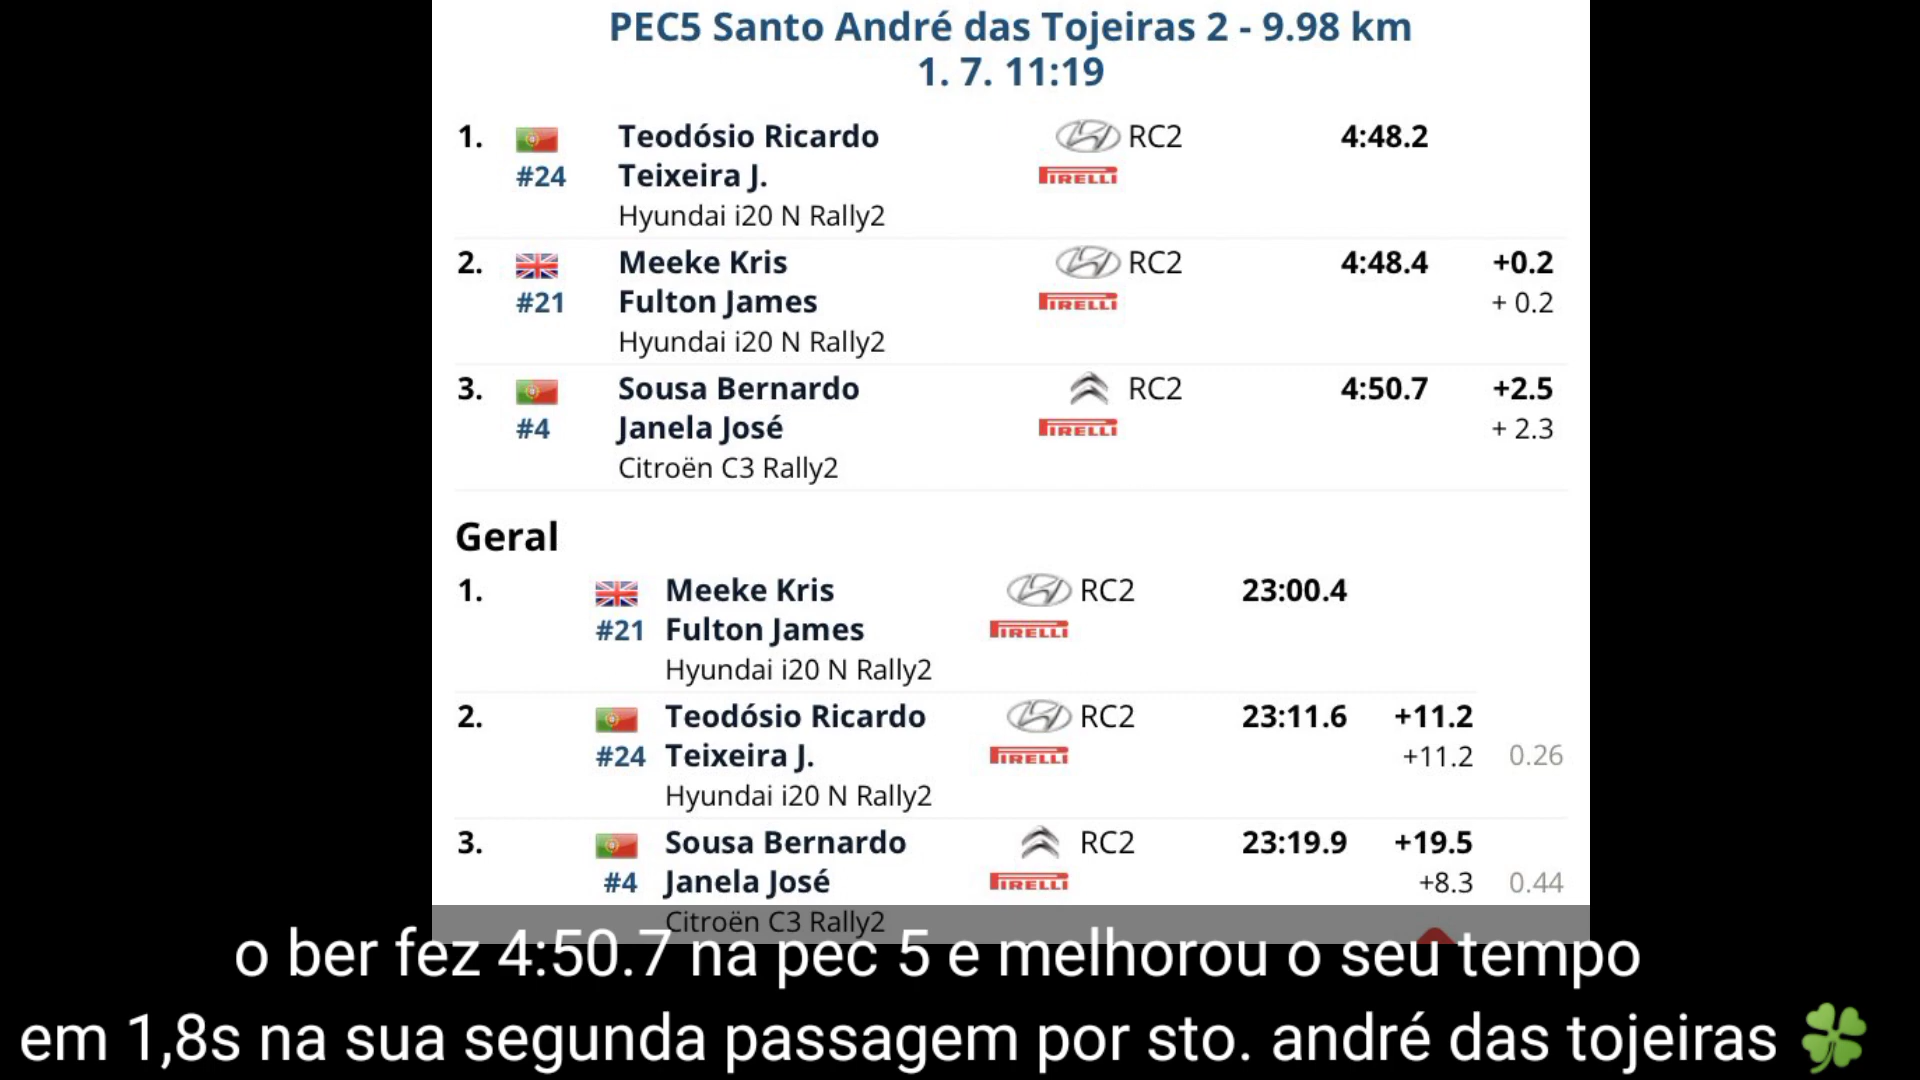 PEC5 Santo André das Tojeiras 2 - 9.98 km
1. 7. 11:19
1. Teodósio Ricardo RC2 4:48.2
#24 Teixeira J. PIRELLI
Hyundai i20 N Rally2
2. Meeke Kris RC2 4:48.4 +0.2
#21 Fulton James PIRELLI + 0.2
Hyundai i20 N Rally2
3. Sousa Bernardo RC2 4:50.7 +2.5
#4 Janela José PIRELLI + 2.3
Citroën C3 Rally2
Geral
1. Meeke Kris RC2 23:00.4
#21 Fulton James PIRELLI
Hyundai i20 N Rally2
2. Teodósio Ricardo RC2 23:11.6 +11.2
#24 Teixeira J. PIRELLI +11.2 0.26
Hyundai i20 N Rally2
3. Sousa Bernardo RC2 23:19.9 +19.5
#4 Janela José PIRELLI +8.3 0.44
Citroën C3 Rally2
o ber fez 4:50.7 na pec 5 e melhorou o seu tempo
em 1,8s na sua segunda passagem por sto. andré das tojeiras 🍀